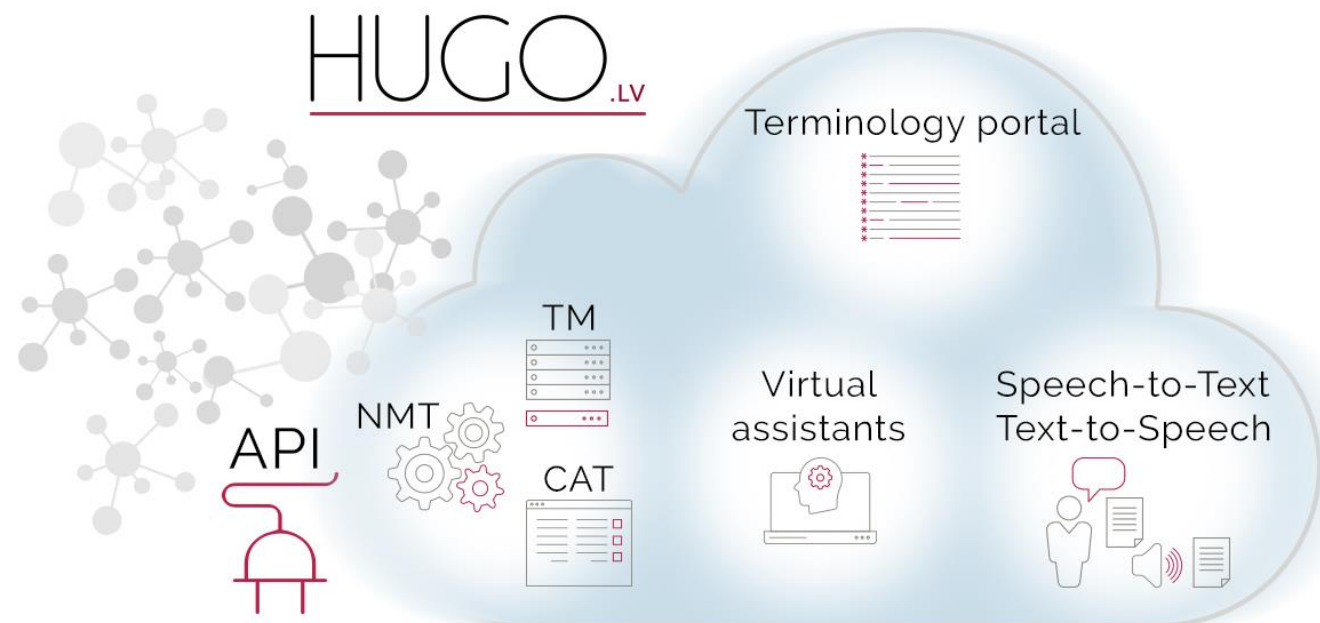 HUGO.LV
Terminology portal
TM
NMT
CAT
API
Virtual
assistants
Speech-to-Text
Text-to-Speech